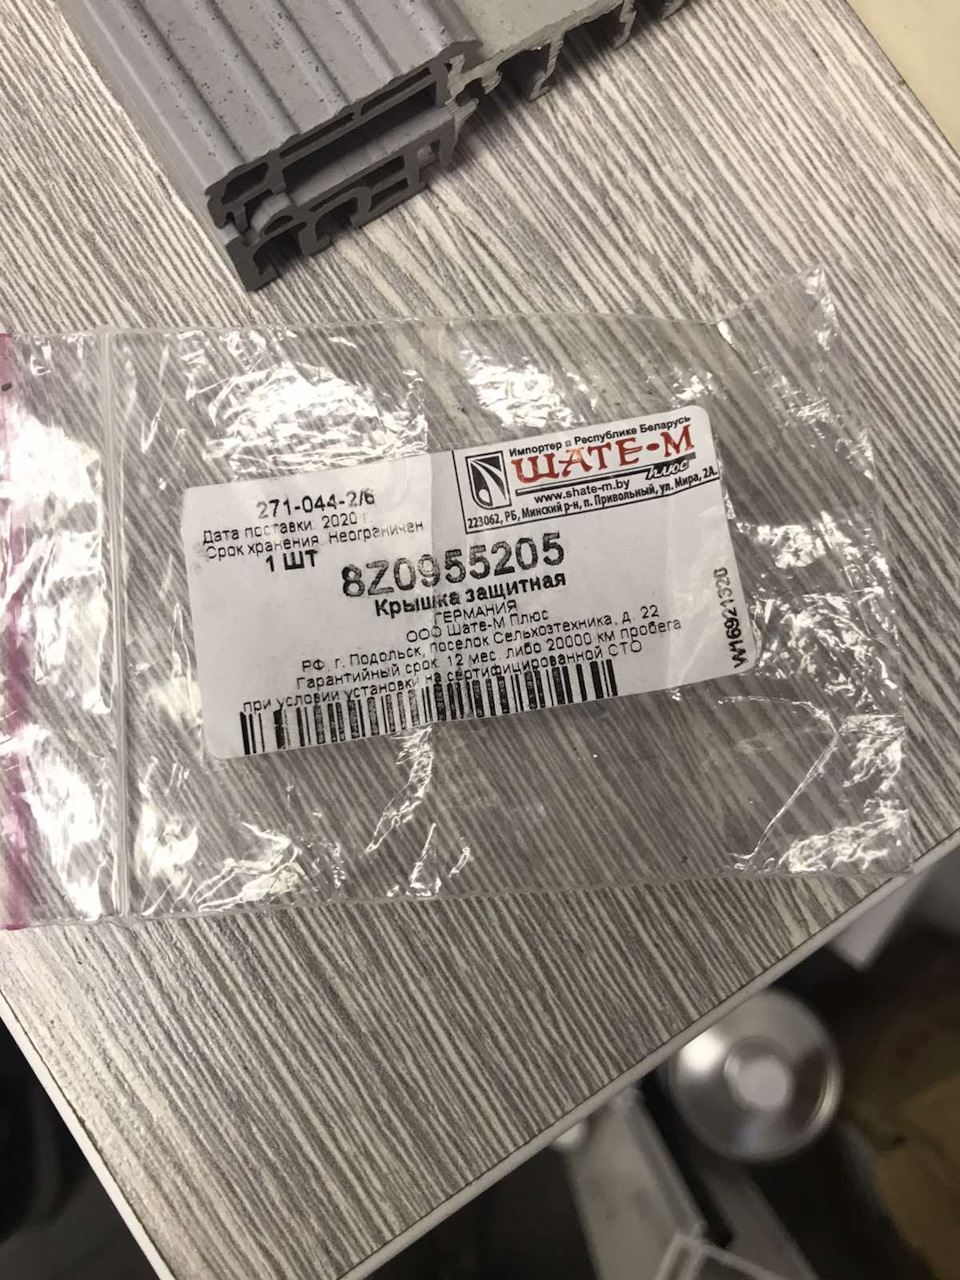 Импортер в Республике Беларусь
ШАТЕ-М
плюс
www.shate-m.by
223062, РБ, Минский р-н, п. Привольный, ул. Мира, 2А.
271-044-2/6
Дата поставки: 2020 г.
Срок хранения: Неограничен
1 ШТ
8Z0955205
Крышка защитная
ГЕРМАНИЯ
ООО Шате-М Плюс
РФ, г. Подольск, поселок Сельхозтехника, д. 22
Гарантийный срок: 12 мес. либо 20000 км пробега
при условии установки на сертифицированной СТО
W16921320